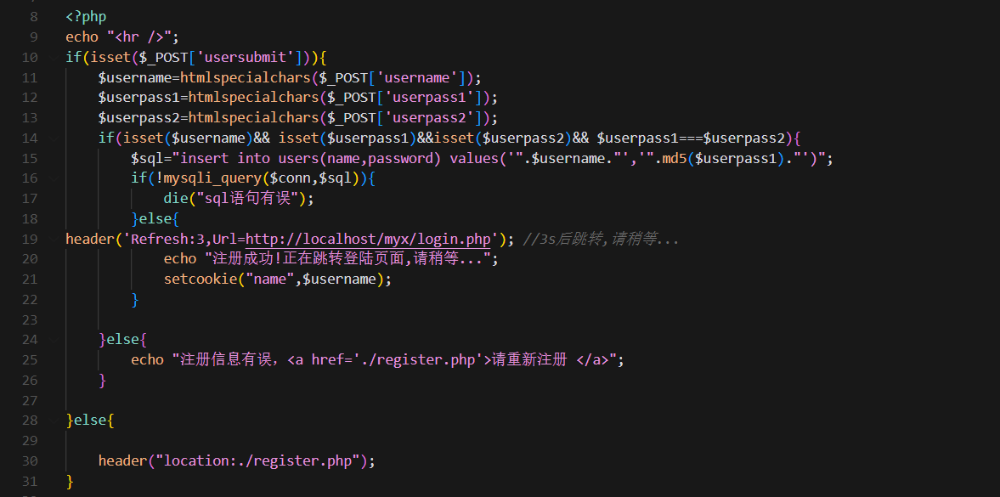 8 <?php
9 echo "<hr />";
10 if(isset($_POST['usersubmit'])){
11 $username=htmlspecialchars($_POST['username']);
12 $userpass1=htmlspecialchars($_POST['userpass1']);
13 $userpass2=htmlspecialchars($_POST['userpass2']);
14 if(isset($username)&& isset($userpass1)&&isset($userpass2)&& $userpass1===$userpass2){
15 $sql="insert into users(name,password) values('".$username."','".md5($userpass1)."')";
16 if(!mysqli_query($conn,$sql)){
17 die("sql语句有误");
18 }else{
19 header('Refresh:3,Url=http://localhost/myx/login.php'); //3s后跳转,请稍等...
20 echo "注册成功!正在跳转登陆页面,请稍等...";
21 setcookie("name",$username);
22 }
23
24 }else{
25 echo "注册信息有误，<a href='./register.php'>请重新注册 </a>";
26 }
27
28 }else{
29
30 header("location:./register.php");
31 }